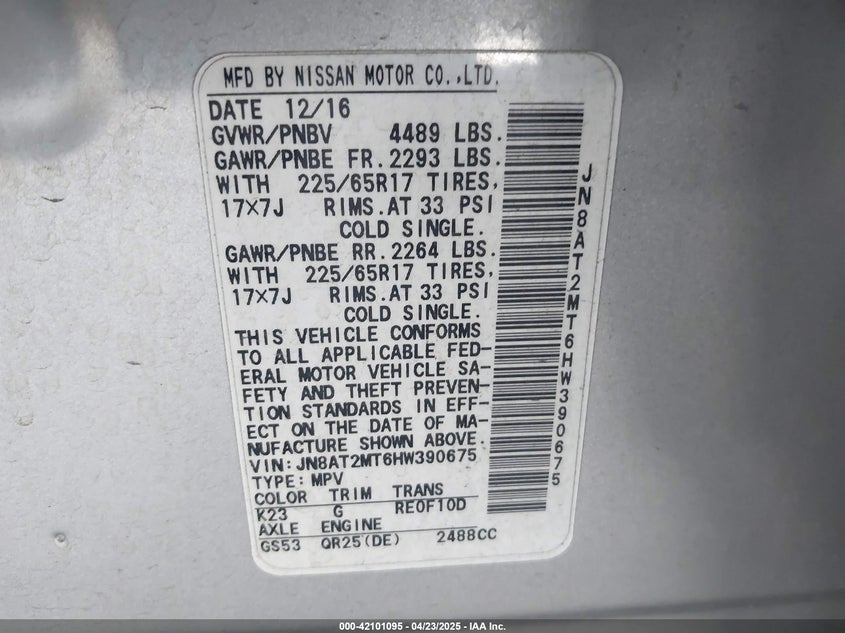 MFD BY NISSAN MOTOR CO.,LTD.
DATE 12/16
GVWR/PNBV 4489 LBS.
GAWR/PNBE FR.2293 LBS.
WITH 225/65R17 TIRES,
17×7J RIMS.AT 33 PSI
COLD SINGLE.
GAWR/PNBE RR.2264 LBS.
WITH 225/65R17 TIRES,
17×7J RIMS.AT 33 PSI
COLD SINGLE.
THIS VEHICLE CONFORMS
TO ALL APPLICABLE FED-
ERAL MOTOR VEHICLE SA-
FETY AND THEFT PREVEN-
TION STANDARDS IN EFF-
ECT ON THE DATE OF MA-
NUFACTURE SHOWN ABOVE.
VIN:JN8AT2MT6HW390675
TYPE:MPV
COLOR TRIM TRANS
K23 G RE0F10D
AXLE ENGINE
GS53 QR25(DE) 2488CC
JN8AT2MT6HW390675
000-42101095 - 04/23/2025 - IAA Inc.